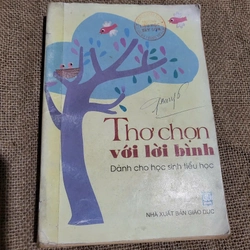 Thơ chọn
với lời bình
Dành cho học sinh tiểu học
NHÀ XUẤT BẢN GIÁO DỤC